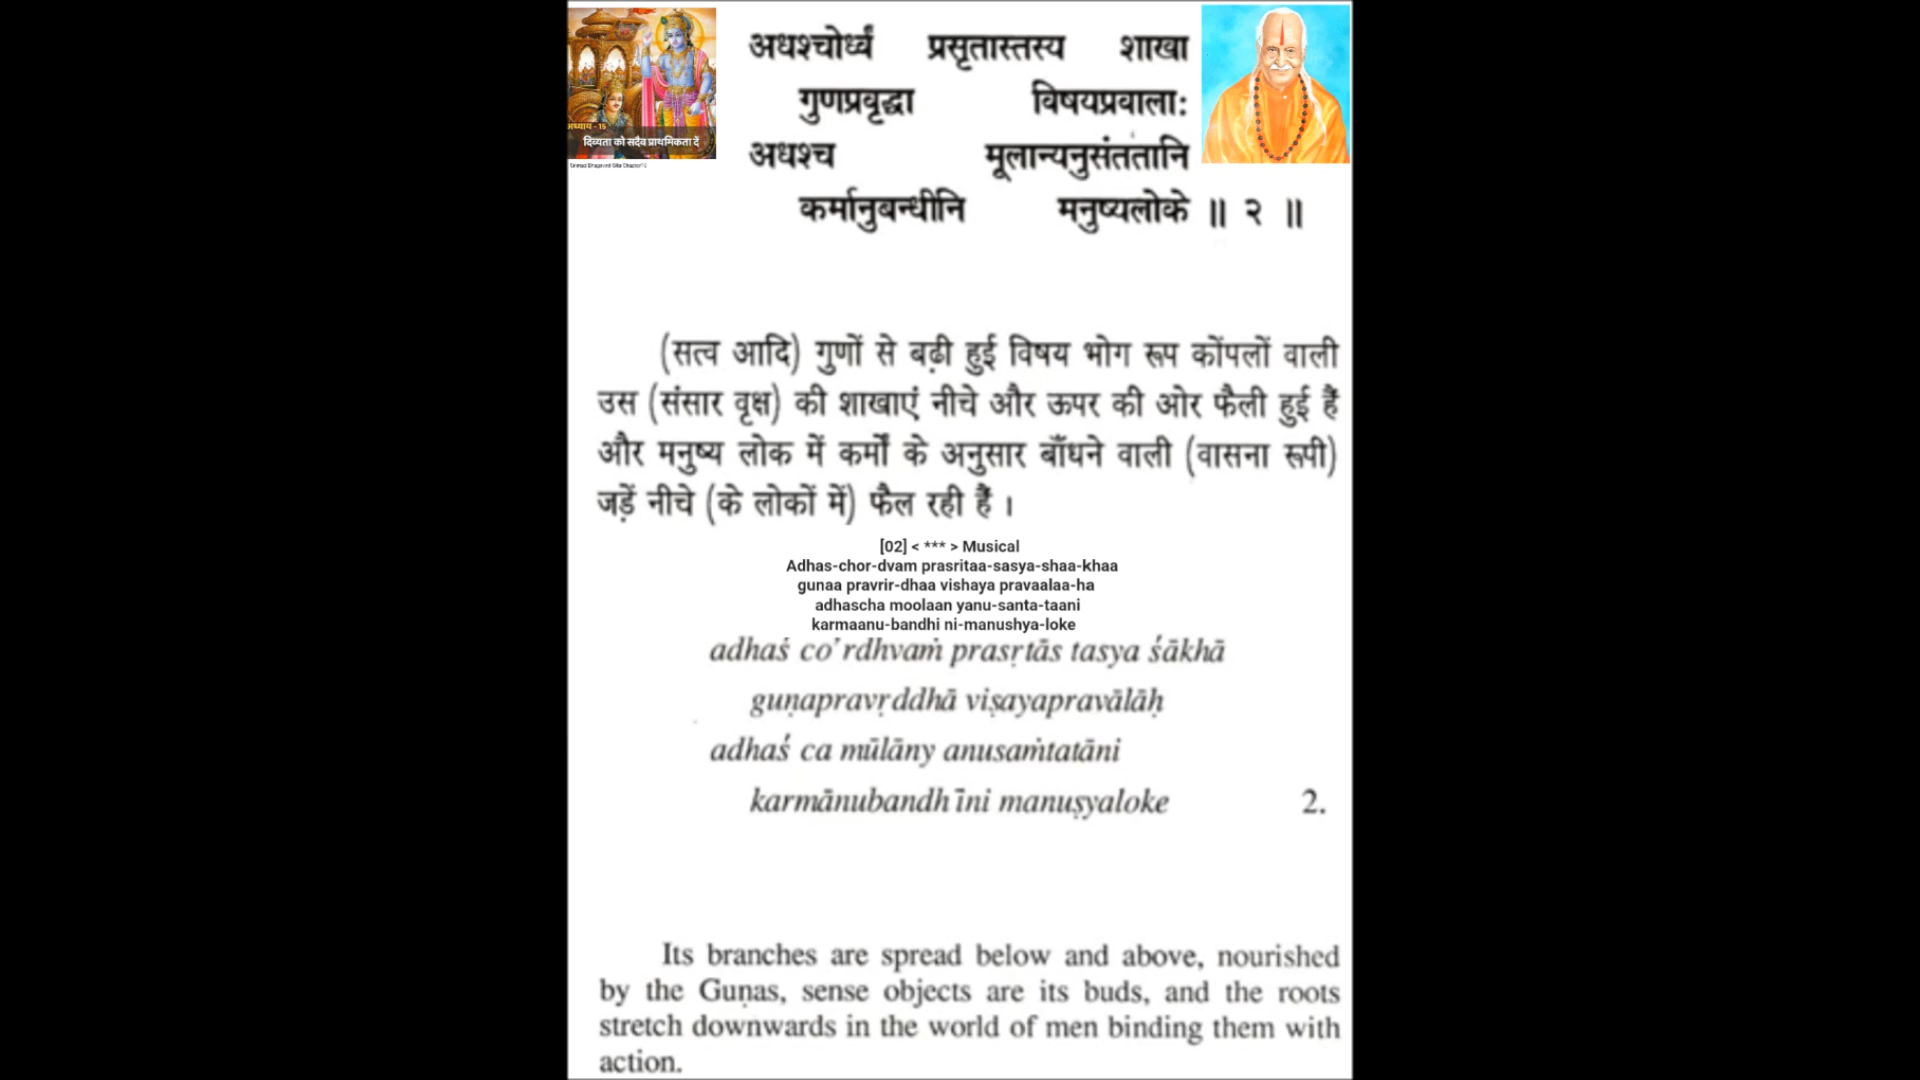 अध्याय - 15
दिव्यता को सदैव प्राथमिकता दें
अधश्चोर्ध्वं प्रसृतास्तस्य शाखा
गुणप्रवृद्धा विषयप्रवालाः
अधश्च मूलान्यनुसंततानि
कर्मानुबन्धीनि मनुष्यलोके ॥ २ ॥
(सत्व आदि) गुणों से बढ़ी हुई विषय भोग रूप कोंपलों वाली
उस (संसार वृक्ष) की शाखाएं नीचे और ऊपर की ओर फैली हुई हैं
और मनुष्य लोक में कर्मों के अनुसार बाँधने वाली (वासना रूपी)
जड़ें नीचे (के लोकों में) फैल रही हैं ।
[02] < *** > Musical
Adhas-chor-dvam prasritaa-sasya-shaa-khaa
gunaa pravrir-dhaa vishaya pravaalaa-ha
adhascha moolaan yanu-santa-taani
karmaanu-bandhi ni-manushya-loke
adhaś co’rdhvaṁ prasṛtās tasya śākhā
guṇapravṛddhā viṣayapravālāḥ
adhaś ca mūlāny anusaṁtatāni
karmānubandhīni manuṣyaloke 2.
Its branches are spread below and above, nourished
by the Guṇas, sense objects are its buds, and the roots
stretch downwards in the world of men binding them with
action.